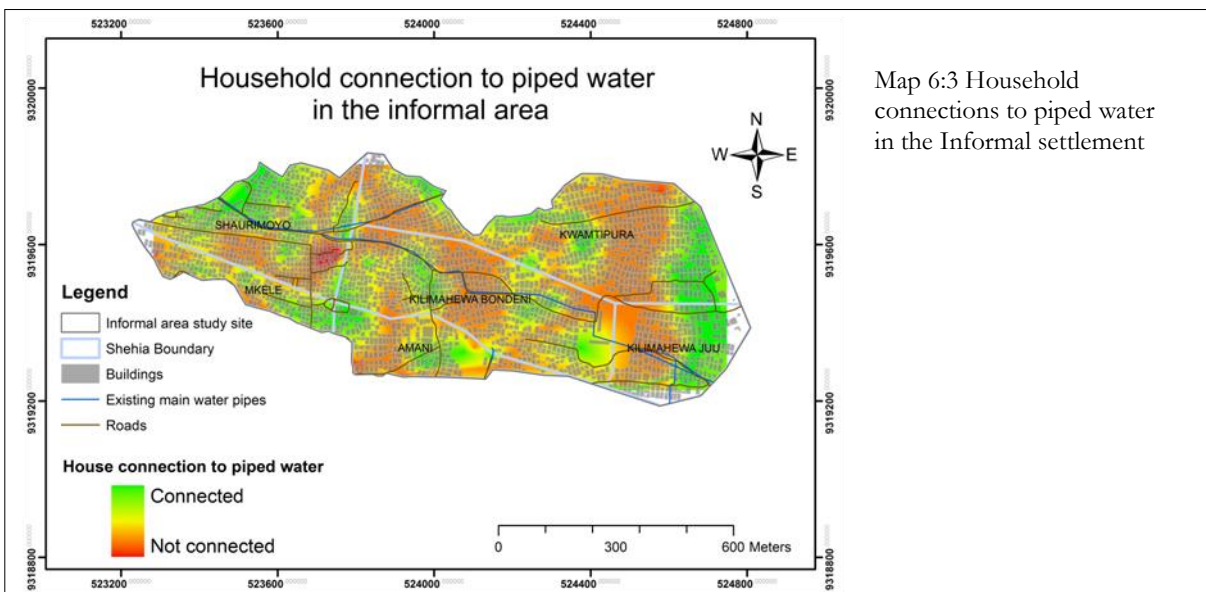 523200 523600 524000 524400 524800
Household connection to piped water
in the informal area
Map 6:3 Household
connections to piped water
in the Informal settlement
9320000
9320000
N
W E
S
SHAURIMOYO
KWAMTIPURA
9319600
9319600
MKELE
KILIMAHEWA BONDENI
AMANI
KILIMAHEWA JUU
Legend
Informal area study site
Shehia Boundary
Buildings
Existing main water pipes
Roads
9319200
9319200
House connection to piped water
Connected
Not connected
0 300 600 Meters
9318800
9318800
523200 523600 524000 524400 524800